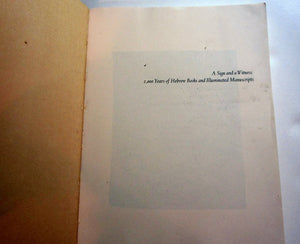 A Sign and a Witness:
2,000 Years of Hebrew Books and Illuminated Manuscripts